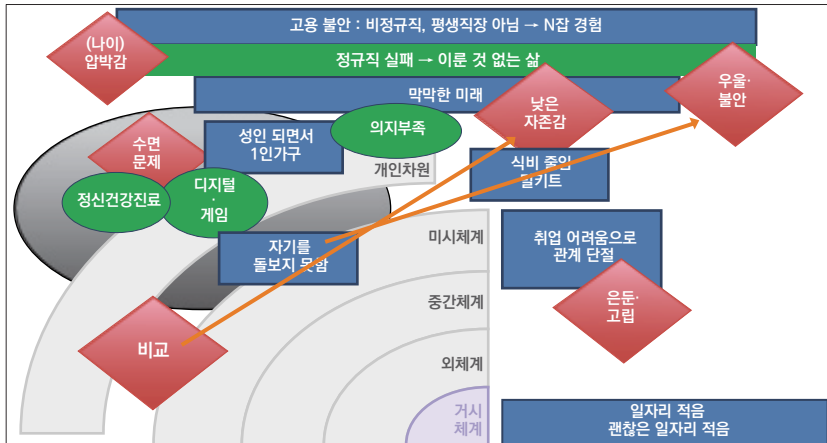 고용 불안 : 비정규직, 평생직장 아님 → N잡 경험
(나이)
압박감
정규직 실패 → 이룬 것 없는 삶
막막한 미래
우울·
불안
낮은
자존감
의지부족
성인 되면서
1인가구
수면
문제
개인차원
식비 줄임
밀키트
정신건강진료
디지털
·
게임
미시체계
취업 어려움으로
관계 단절
자기를
돌보지 못함
중간체계
은둔·
고립
비교
외체계
거시
체계
일자리 적음
괜찮은 일자리 적음